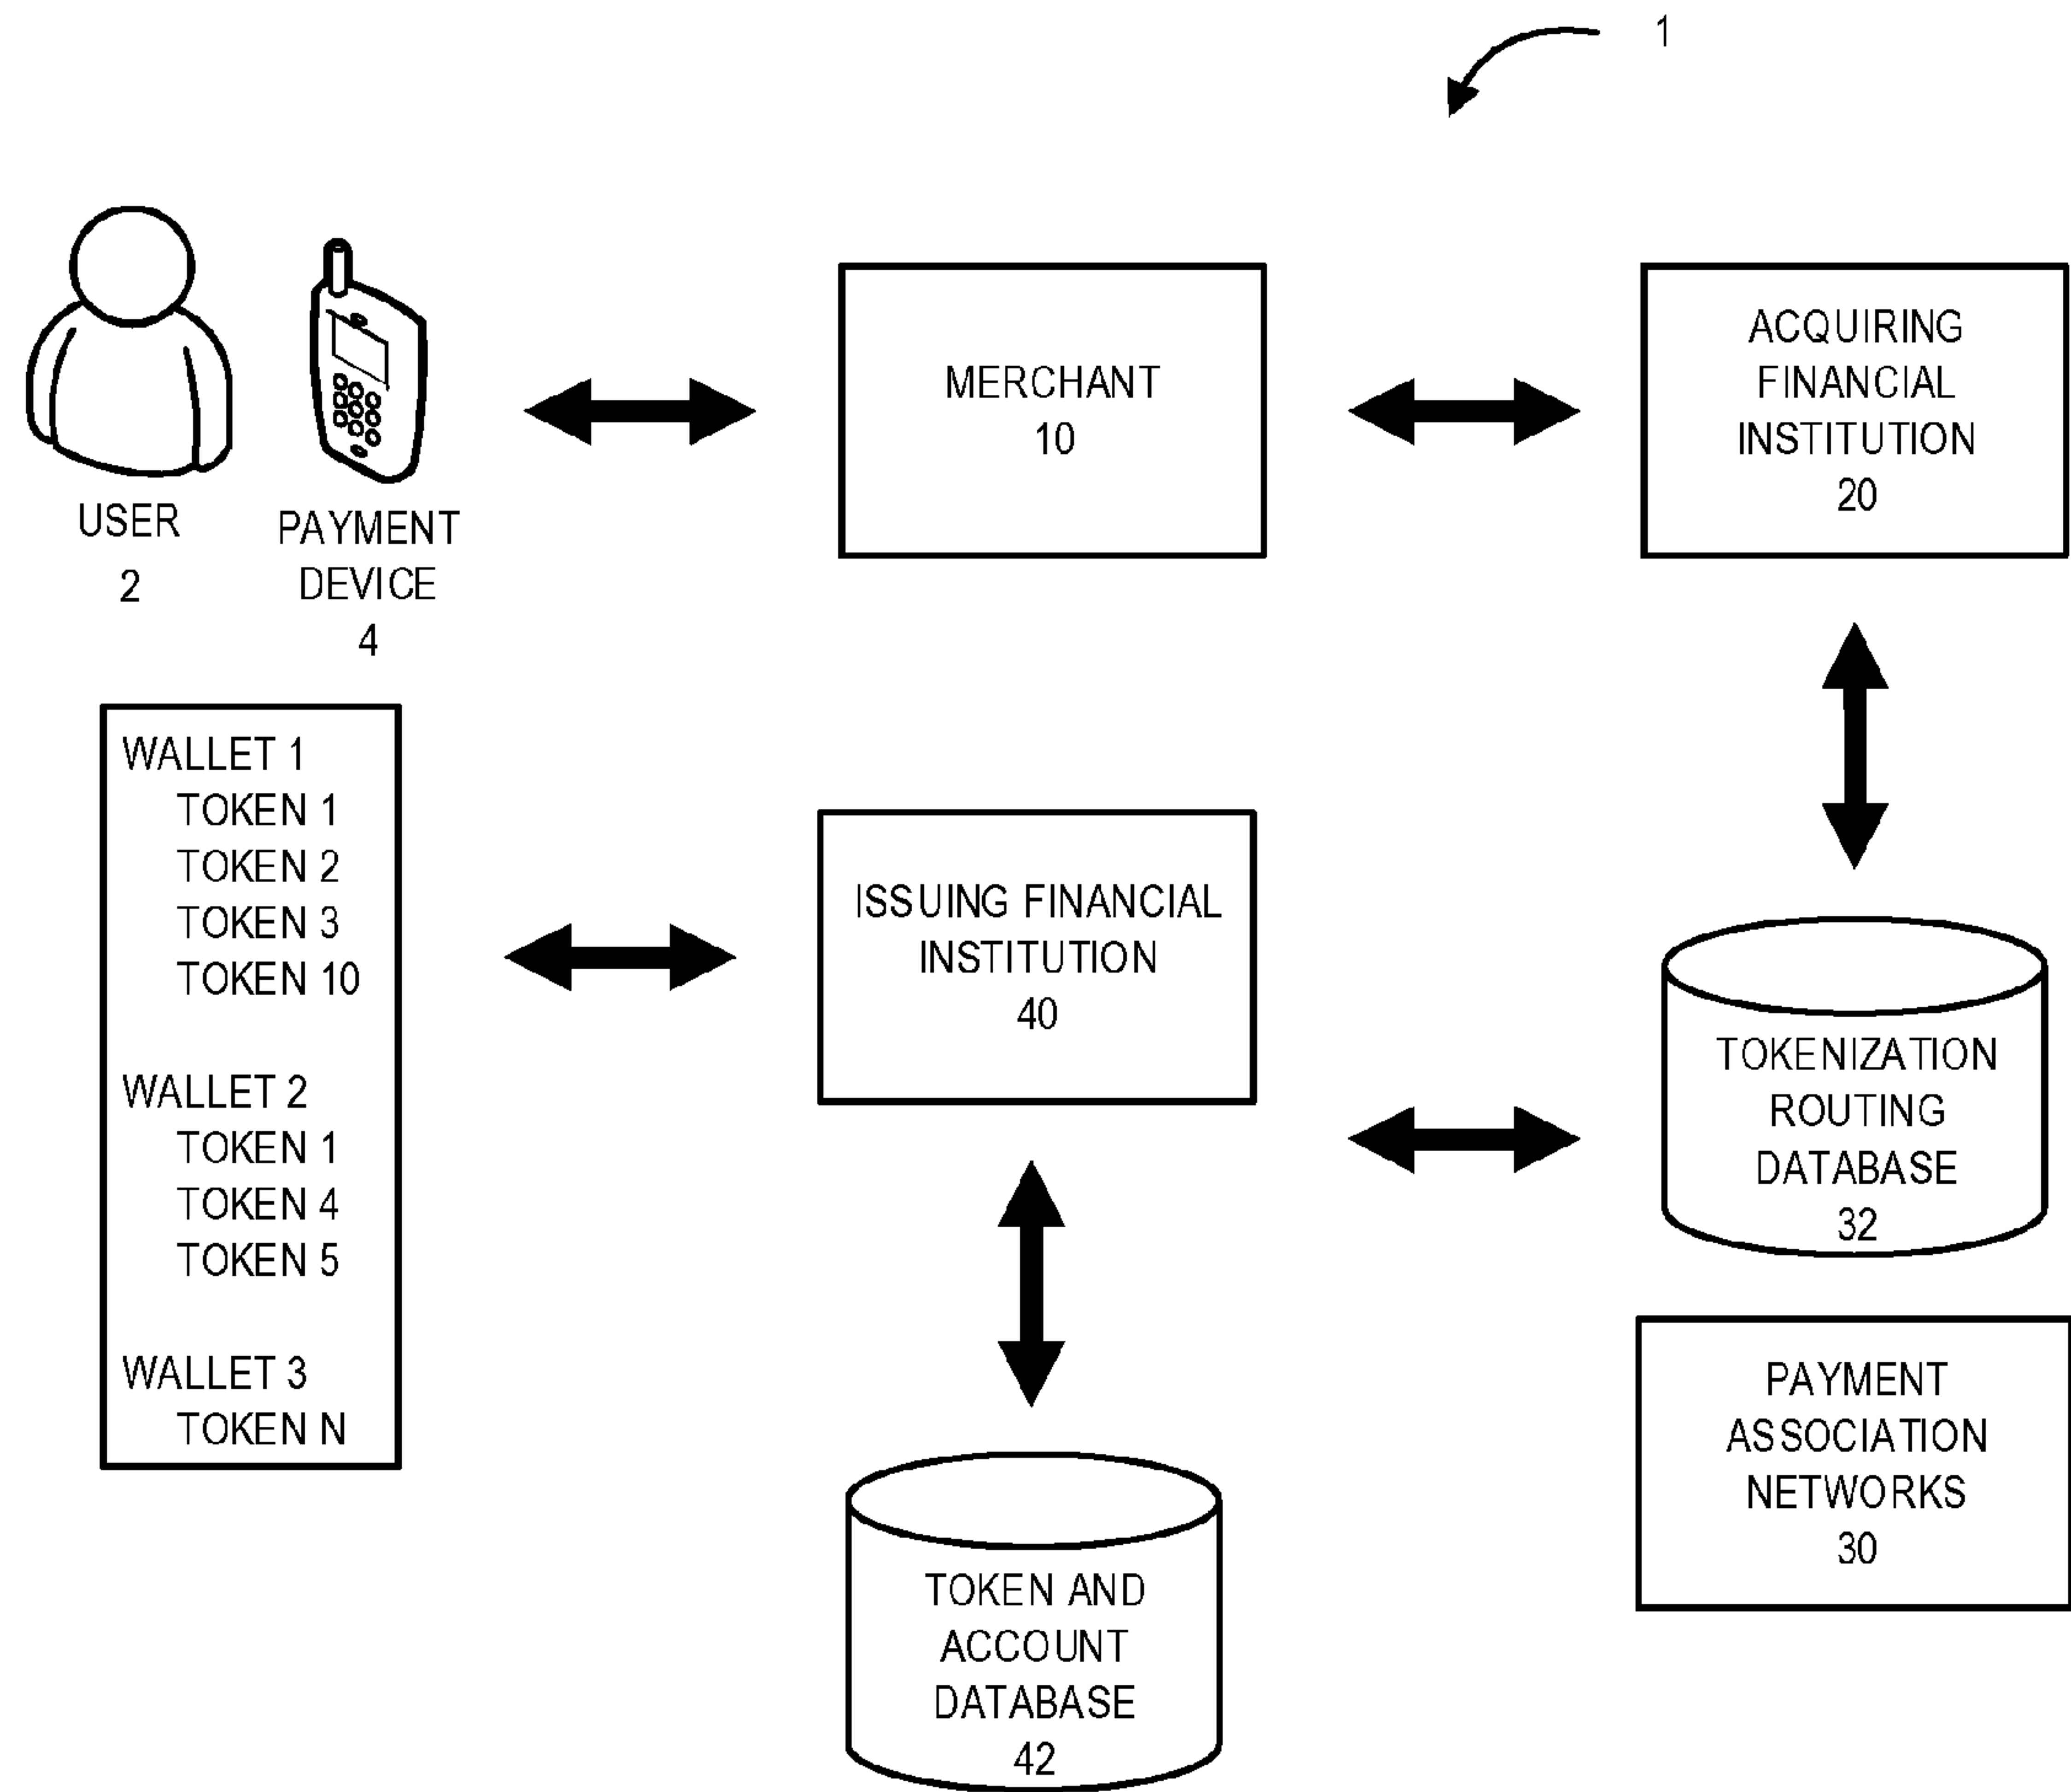 1
USER
2
PAYMENT
DEVICE
4
MERCHANT
10
ACQUIRING
FINANCIAL
INSTITUTION
20
WALLET 1
TOKEN 1
TOKEN 2
TOKEN 3
TOKEN 10
WALLET 2
TOKEN 1
TOKEN 4
TOKEN 5
WALLET 3
TOKEN N
ISSUING FINANCIAL
INSTITUTION
40
TOKENIZATION
ROUTING
DATABASE
32
PAYMENT
ASSOCIATION
NETWORKS
30
TOKEN AND
ACCOUNT
DATABASE
42